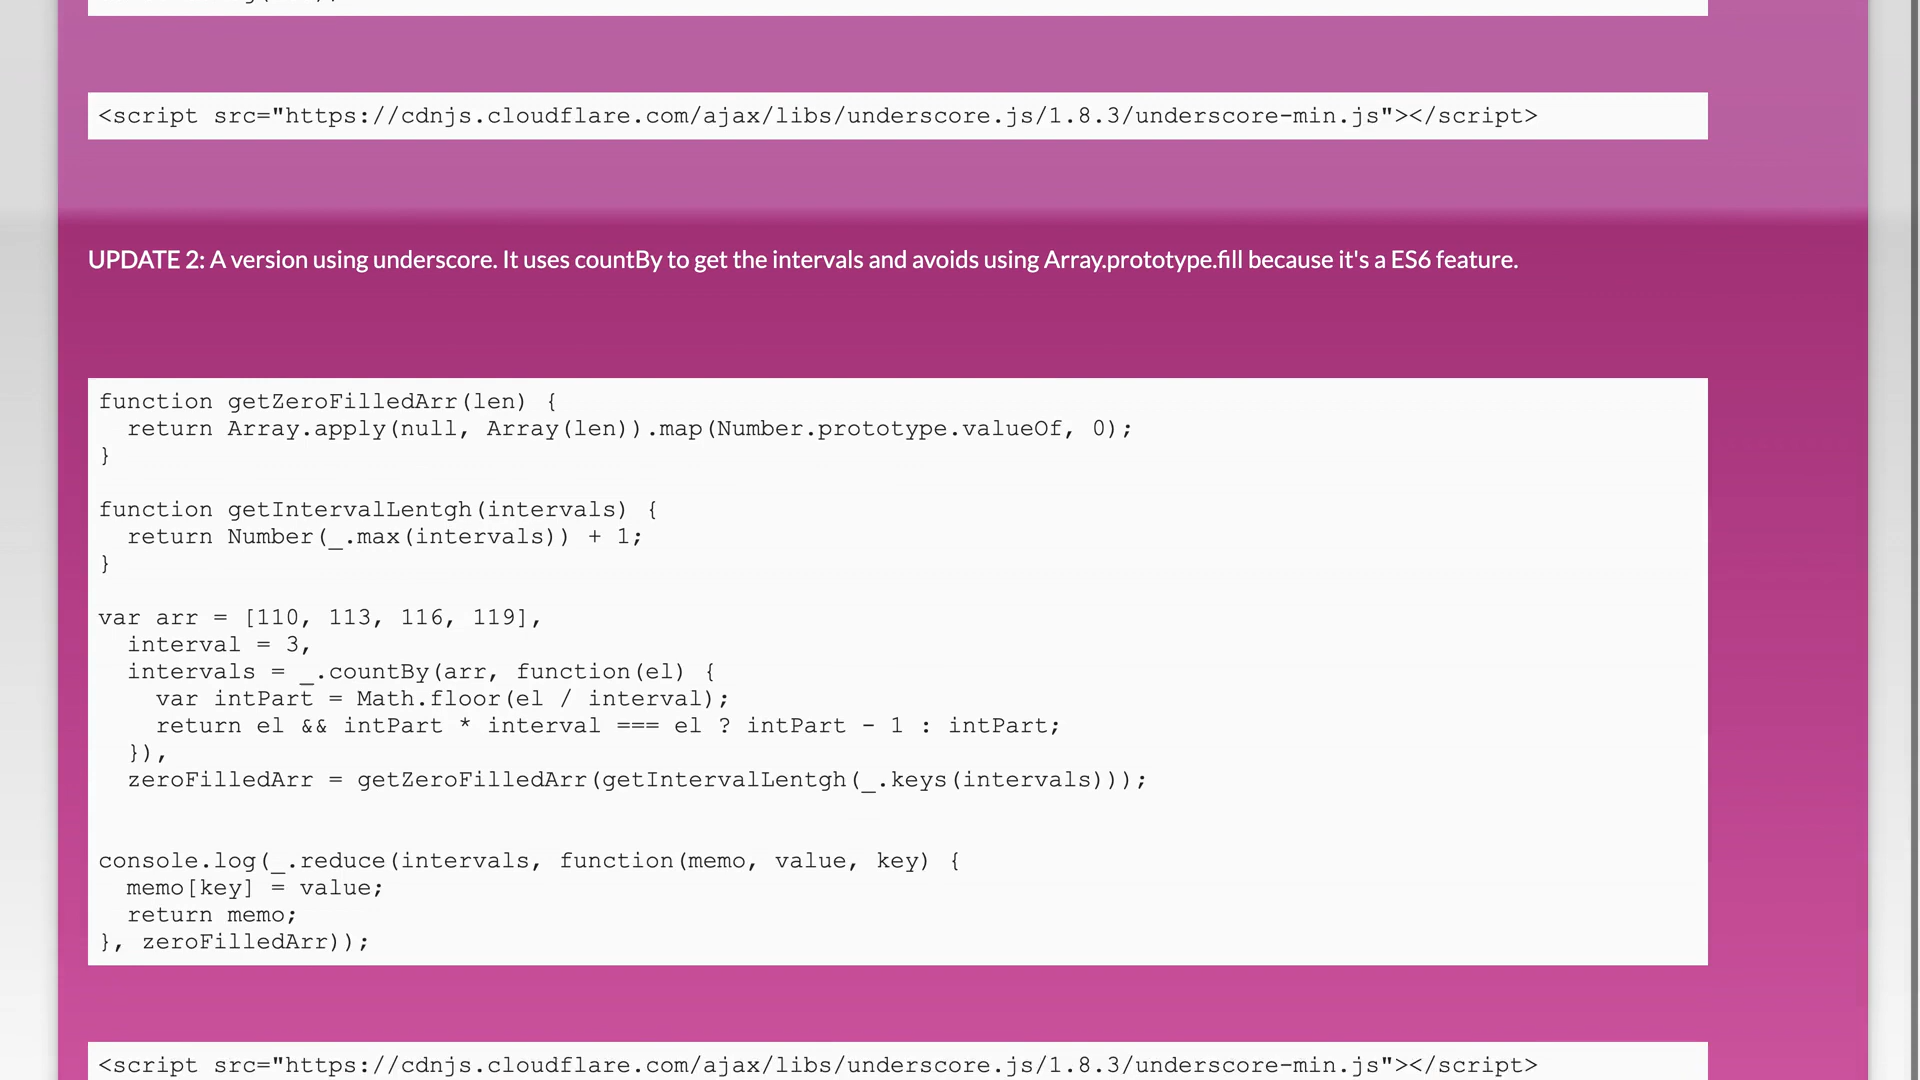 <script src="https://cdnjs.cloudflare.com/ajax/libs/underscore.js/1.8.3/underscore-min.js"></script>
UPDATE 2: A version using underscore. It uses countBy to get the intervals and avoids using Array.prototype.fill because it's a ES6 feature.
function getZeroFilledArr(len) {
  return Array.apply(null, Array(len)).map(Number.prototype.valueOf, 0);
}
function getIntervalLentgh(intervals) {
  return Number(_.max(intervals)) + 1;
}
var arr = [110, 113, 116, 119],
  interval = 3,
  intervals = _.countBy(arr, function(el) {
    var intPart = Math.floor(el / interval);
    return el && intPart * interval === el ? intPart - 1 : intPart;
  }),
  zeroFilledArr = getZeroFilledArr(getIntervalLentgh(_.keys(intervals)));
console.log(_.reduce(intervals, function(memo, value, key) {
  memo[key] = value;
  return memo;
}, zeroFilledArr));
<script src="https://cdnjs.cloudflare.com/ajax/libs/underscore.js/1.8.3/underscore-min.js"></script>